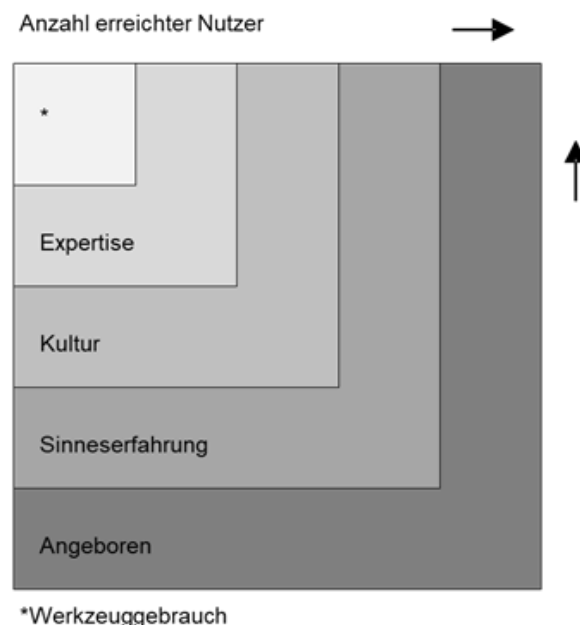 Anzahl erreichter Nutzer
*
Expertise
Kultur
Sinneserfahrung
Angeboren
*Werkzeuggebrauch